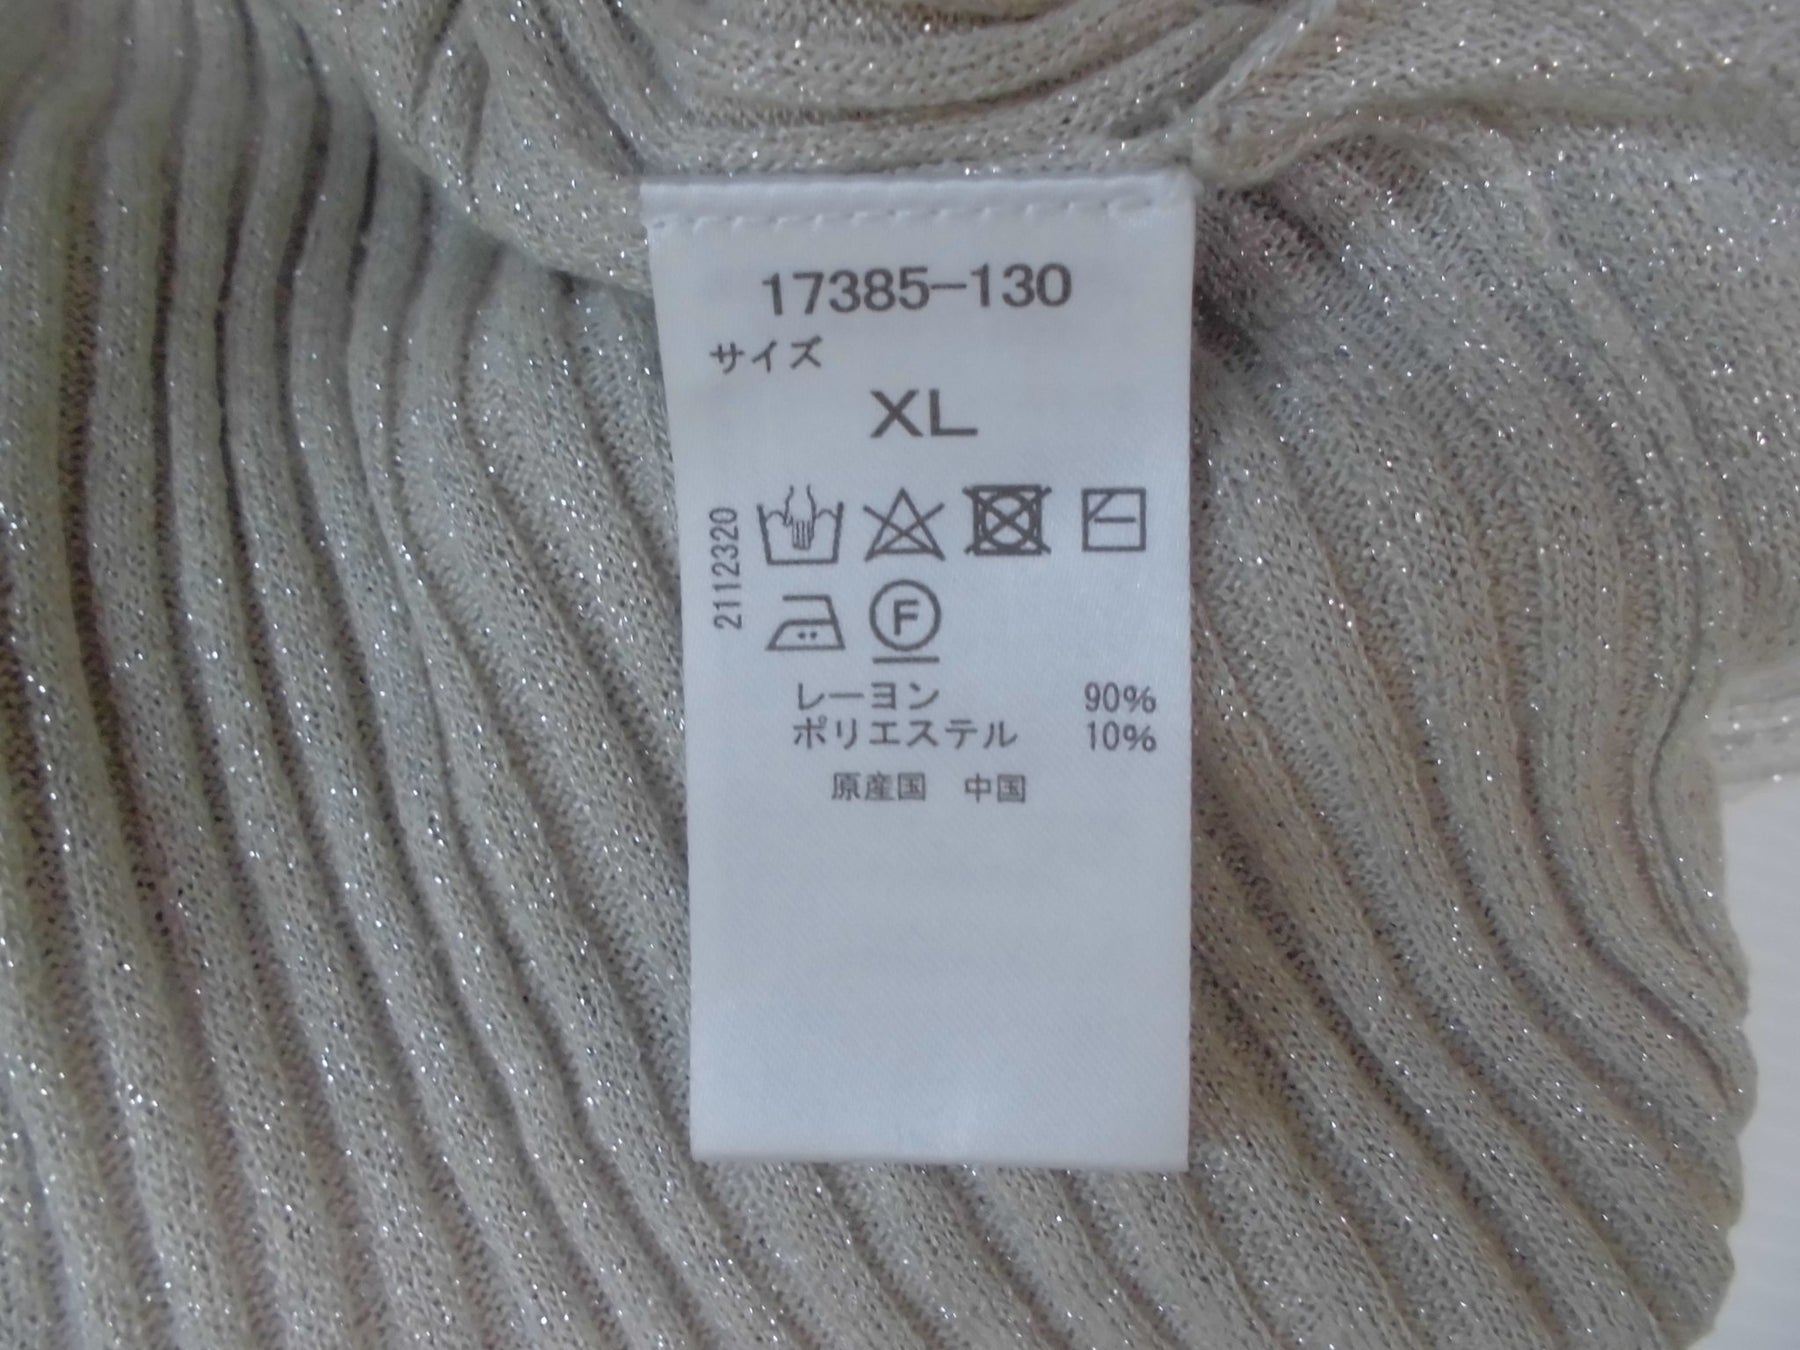 17385-130
サイズ
XL
2112320
F
レーヨン 90%
ポリエステル 10%
原産国 中国